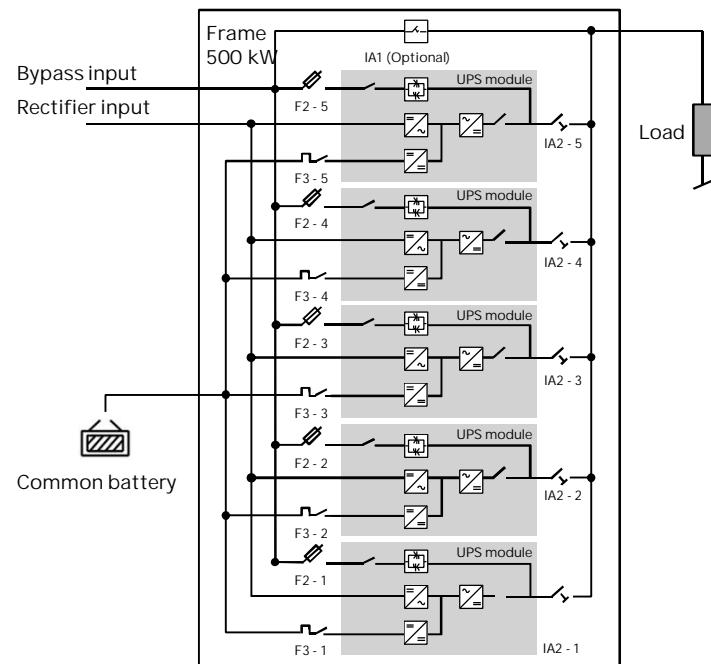 Frame
500 kW
IA1 (Optional)
Bypass input
UPS module
Rectifier input
F2 - 5
Load
IA2 - 5
F3 - 5
UPS module
F2 - 4
IA2 - 4
F3 - 4
UPS module
F2 - 3
IA2 - 3
F3 - 3
UPS module
F2 - 2
Common battery
IA2 - 2
F3 - 2
UPS module
F2 - 1
F3 - 1
IA2 - 1